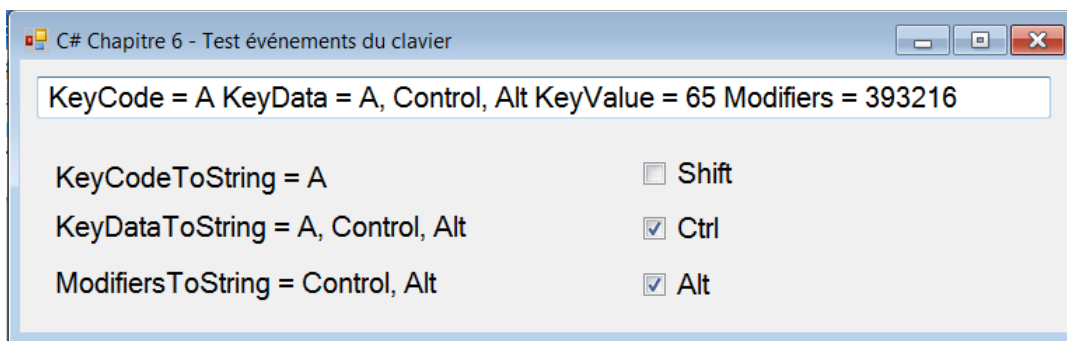 C# Chapitre 6 - Test événements du clavier
KeyCode = A KeyData = A, Control, Alt KeyValue = 65 Modifiers = 393216
KeyCodeToString = A
Shift
KeyDataToString = A, Control, Alt
Ctrl
ModifiersToString = Control, Alt
Alt